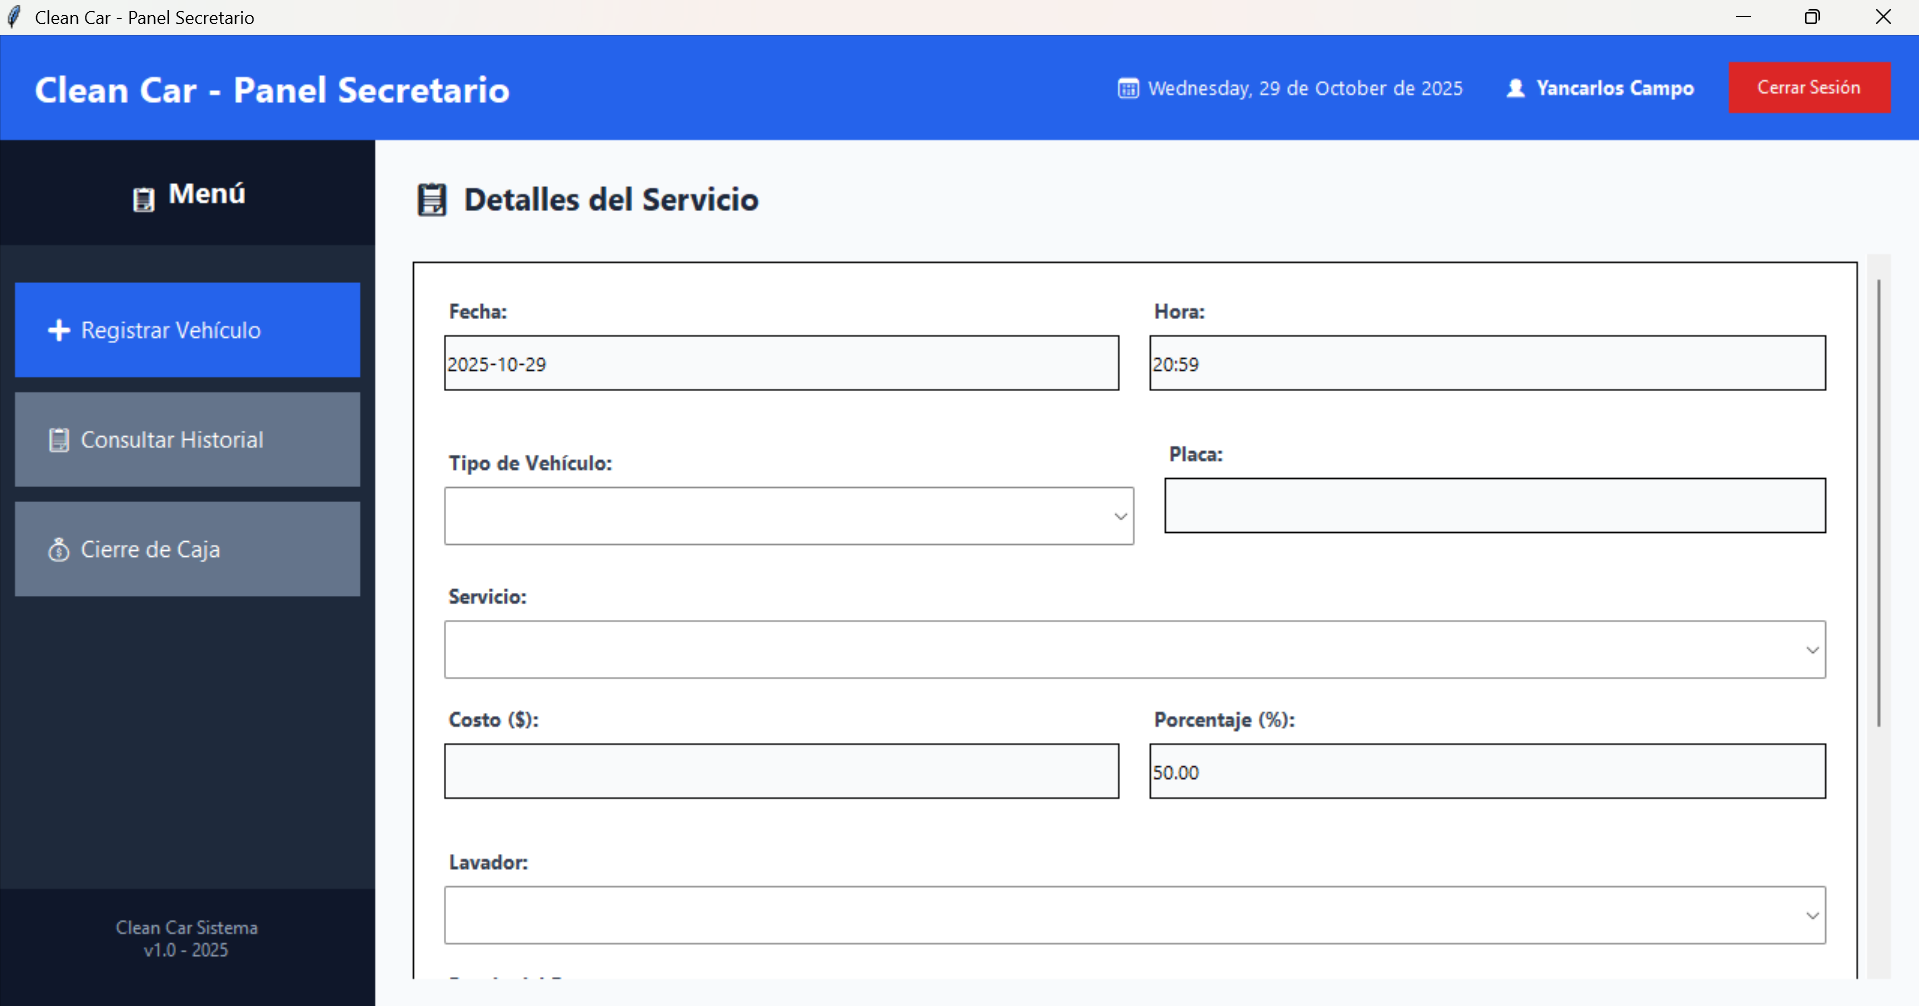 Clean Car - Panel Secretario
Clean Car - Panel Secretario
Wednesday, 29 de October de 2025
Yancarlos Campo
Cerrar Sesión
Menú
Registrar Vehículo
Consultar Historial
Cierre de Caja
Clean Car Sistema
v1.0 - 2025
Detalles del Servicio
Fecha:
2025-10-29
Hora:
20:59
Tipo de Vehículo:
Placa:
Servicio:
Costo ($):
Porcentaje (%):
50.00
Lavador: